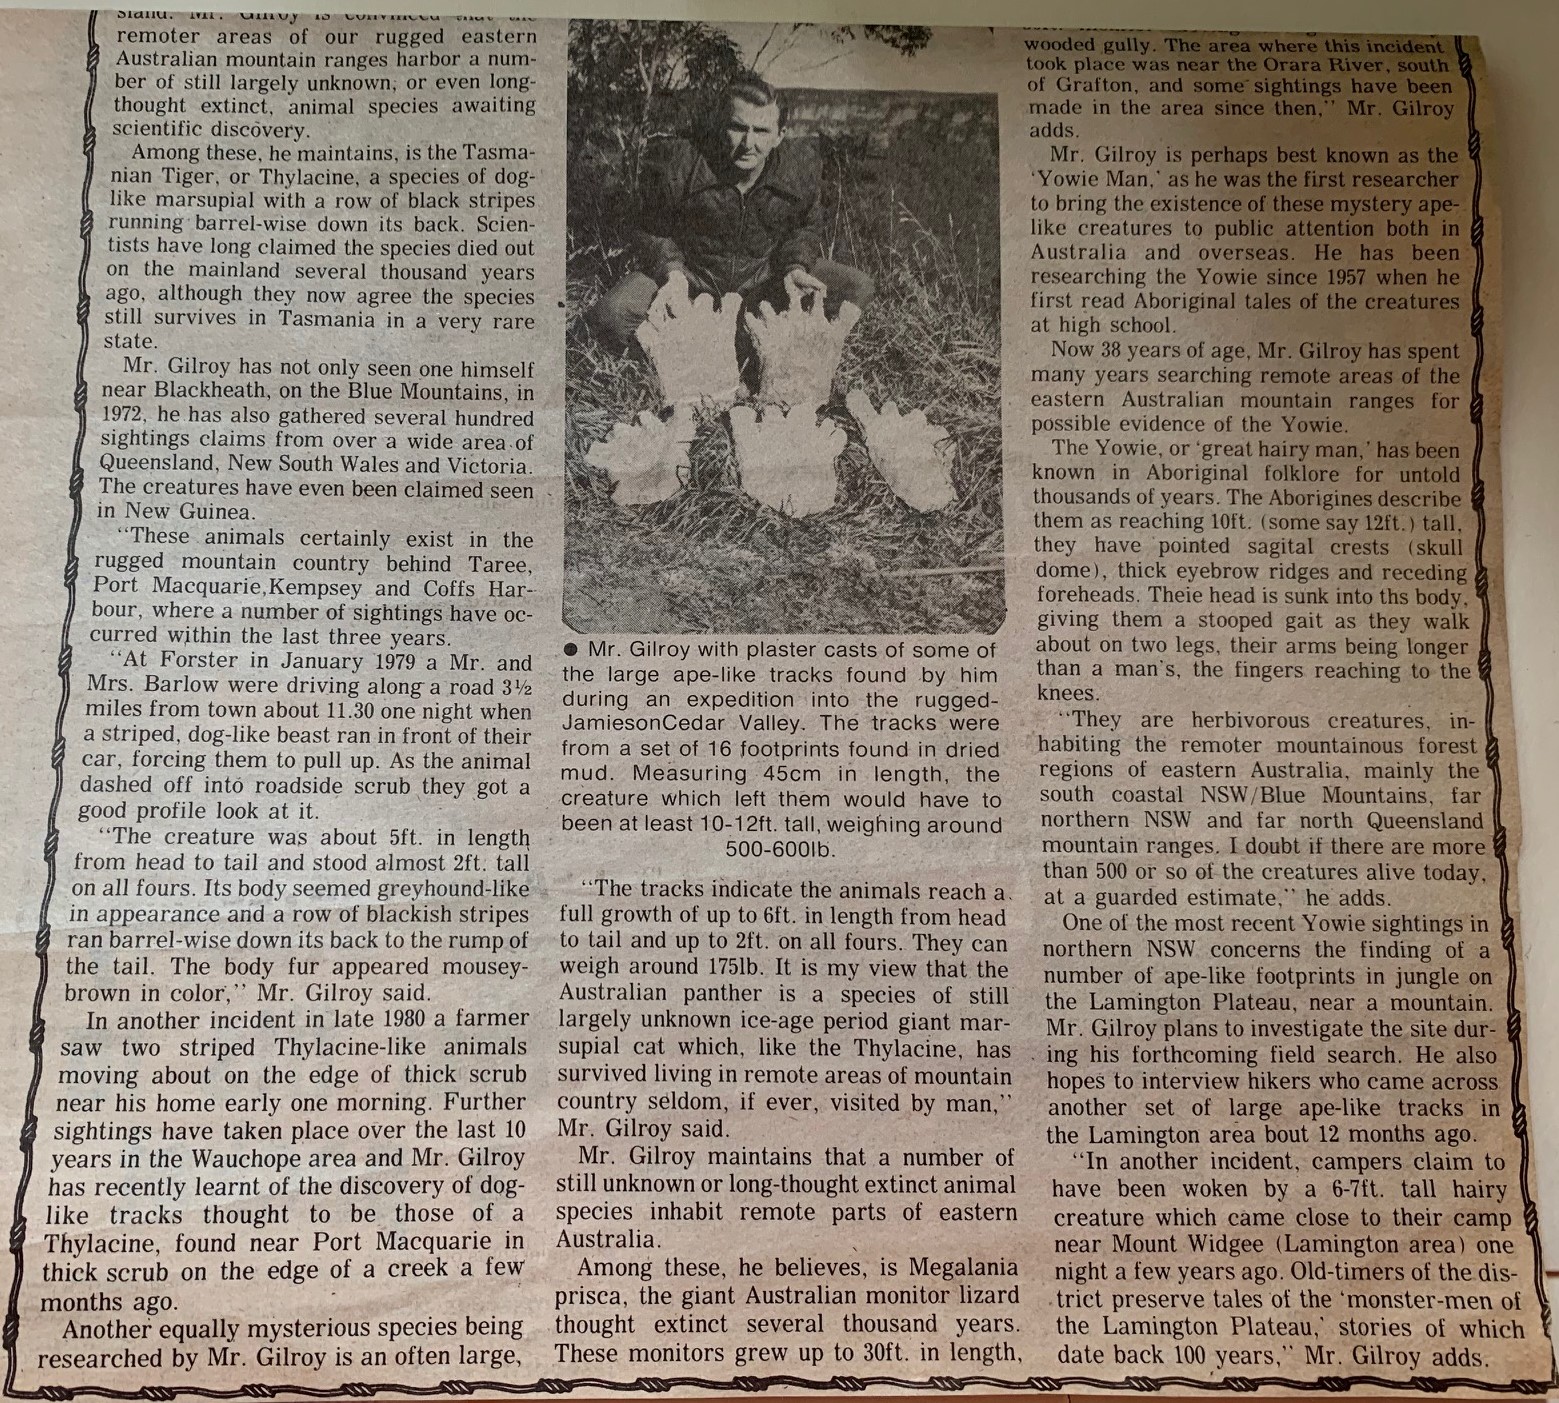 sland. Mr. Gilroy is convinced that the
remoter areas of our rugged eastern
Australian mountain ranges harbor a num-
ber of still largely unknown, or even long-
thought extinct, animal species awaiting
scientific discovery.
Among these, he maintains, is the Tasma-
nian Tiger, or Thylacine, a species of dog-
like marsupial with a row of black stripes
running barrel-wise down its back. Scien-
tists have long claimed the species died out
on the mainland several thousand years
ago, although they now agree the species
still survives in Tasmania in a very rare
state.
Mr. Gilroy has not only seen one himself
near Blackheath, on the Blue Mountains, in
1972, he has also gathered several hundred
sightings claims from over a wide area of
Queensland, New South Wales and Victoria.
The creatures have even been claimed seen
in New Guinea.
"These animals certainly exist in the
rugged mountain country behind Taree,
Port Macquarie,Kempsey and Coffs Har-
bour, where a number of sightings have oc-
curred within the last three years.
"At Forster in January 1979 a Mr. and
Mrs. Barlow were driving along a road 3½
miles from town about 11.30 one night when
a striped, dog-like beast ran in front of their
car, forcing them to pull up. As the animal
dashed off into roadside scrub they got a
good profile look at it.
"The creature was about 5ft. in length
from head to tail and stood almost 2ft. tall
on all fours. Its body seemed greyhound-like
in appearance and a row of blackish stripes
ran barrel-wise down its back to the rump of
the tail. The body fur appeared mousey-
brown in color," Mr. Gilroy said.
In another incident in late 1980 a farmer
saw two striped Thylacine-like animals
moving about on the edge of thick scrub
near his home early one morning. Further
sightings have taken place over the last 10
years in the Wauchope area and Mr. Gilroy
has recently learnt of the discovery of dog-
like tracks thought to be those of a
Thylacine, found near Port Macquarie in
thick scrub on the edge of a creek a few
months ago.
Another equally mysterious species being
researched by Mr. Gilroy is an often large,
● Mr. Gilroy with plaster casts of some of
the large ape-like tracks found by him
during an expedition into the rugged-
JamiesonCedar Valley. The tracks were
from a set of 16 footprints found in dried
mud. Measuring 45cm in length, the
creature which left them would have to
been at least 10-12ft. tall, weighing around
500-600lb.
"The tracks indicate the animals reach a
full growth of up to 6ft. in length from head
to tail and up to 2ft. on all fours. They can
weigh around 175lb. It is my view that the
Australian panther is a species of still
largely unknown ice-age period giant mar-
supial cat which, like the Thylacine, has
survived living in remote areas of mountain
country seldom, if ever, visited by man,"
Mr. Gilroy said.
Mr. Gilroy maintains that a number of
still unknown or long-thought extinct animal
species inhabit remote parts of eastern
Australia.
Among these, he believes, is Megalania
prisca, the giant Australian monitor lizard
thought extinct several thousand years.
These monitors grew up to 30ft. in length,
wooded gully. The area where this incident
took place was near the Orara River, south
of Grafton, and some sightings have been
made in the area since then," Mr. Gilroy
adds.
Mr. Gilroy is perhaps best known as the
'Yowie Man,' as he was the first researcher
to bring the existence of these mystery ape-
like creatures to public attention both in
Australia and overseas. He has been
researching the Yowie since 1957 when he
first read Aboriginal tales of the creatures
at high school.
Now 38 years of age, Mr. Gilroy has spent
many years searching remote areas of the
eastern Australian mountain ranges for
possible evidence of the Yowie.
The Yowie, or 'great hairy man,' has been
known in Aboriginal folklore for untold
thousands of years. The Aborigines describe
them as reaching 10ft. (some say 12ft.) tall,
they have pointed sagital crests (skull
dome), thick eyebrow ridges and receding
foreheads. Theie head is sunk into ths body,
giving them a stooped gait as they walk
about on two legs, their arms being longer
than a man's, the fingers reaching to the
knees.
"They are herbivorous creatures, in-
habiting the remoter mountainous forest
regions of eastern Australia, mainly the
south coastal NSW/Blue Mountains, far
northern NSW and far north Queensland
mountain ranges. I doubt if there are more
than 500 or so of the creatures alive today,
at a guarded estimate," he adds.
One of the most recent Yowie sightings in
northern NSW concerns the finding of a
number of ape-like footprints in jungle on
the Lamington Plateau, near a mountain.
Mr. Gilroy plans to investigate the site dur-
ing his forthcoming field search. He also
hopes to interview hikers who came across
another set of large ape-like tracks in
the Lamington area bout 12 months ago.
"In another incident, campers claim to
have been woken by a 6-7ft. tall hairy
creature which came close to their camp
near Mount Widgee (Lamington area) one
night a few years ago. Old-timers of the dis-
trict preserve tales of the 'monster-men of
the Lamington Plateau,' stories of which
date back 100 years," Mr. Gilroy adds.